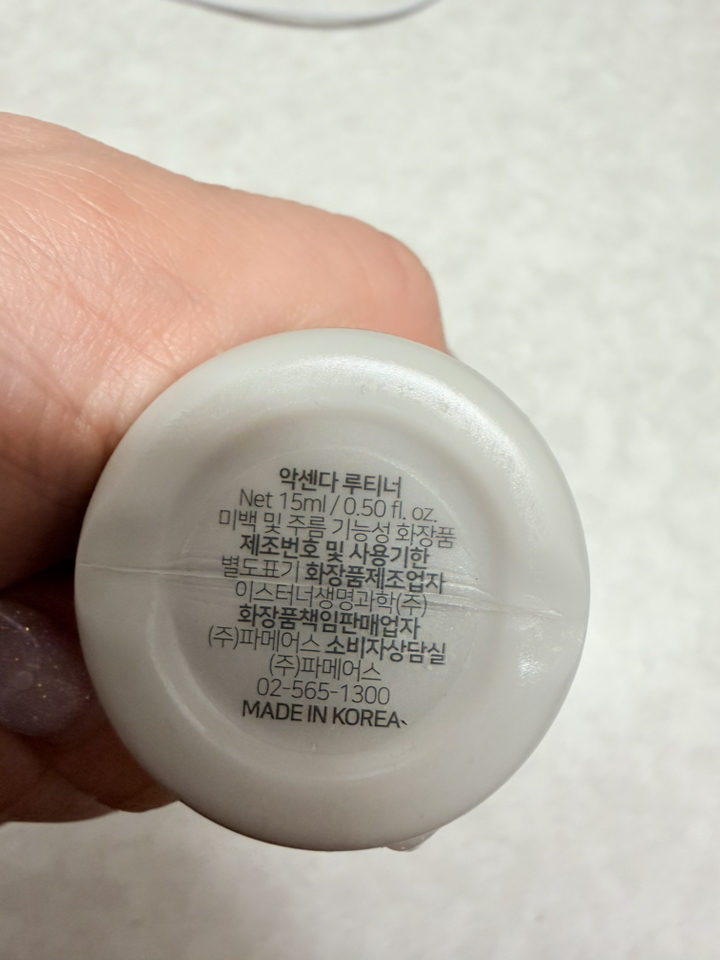 악센다 루티너
Net 15ml / 0.50 fl. oz.
미백 및 주름 기능성 화장품
제조번호 및 사용기한
별도표기 화장품제조업자
이스터너생명과학(주)
화장품책임판매업자
(주)파메어스 소비자상담실
(주)파메어스
02-565-1300
MADE IN KOREA